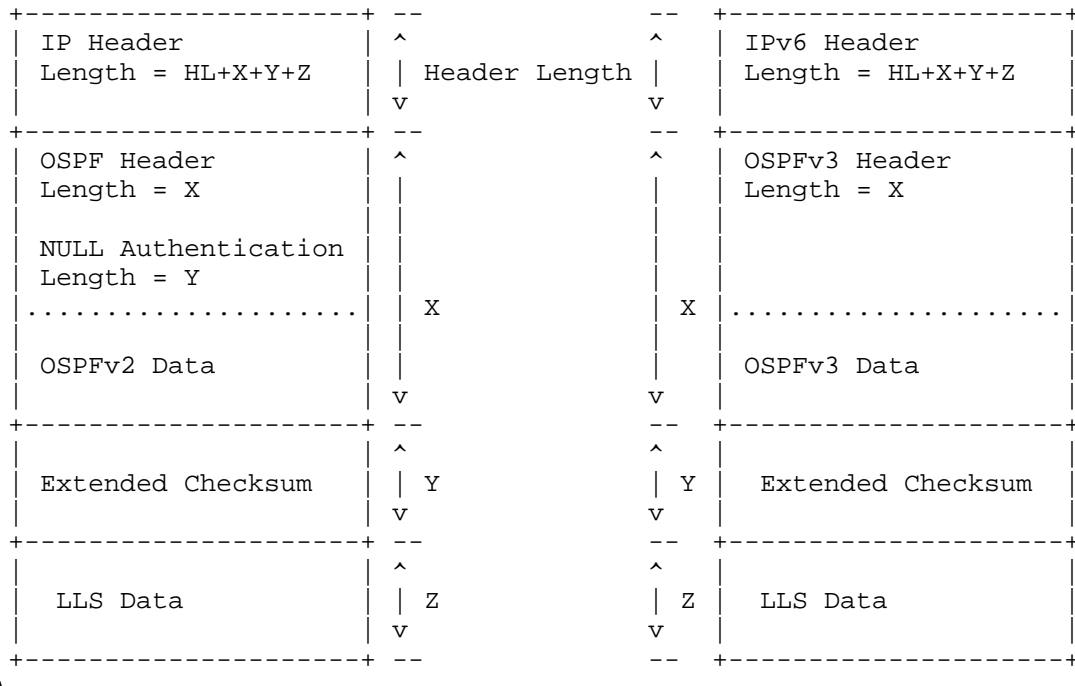 +---------------------+ --              --  +---------------------+
| IP Header           | ^               ^   | IPv6 Header         |
| Length = HL+X+Y+Z   | | Header Length |   | Length = HL+X+Y+Z   |
|                     | v               v   |                     |
+---------------------+ --              --  +---------------------+
| OSPF Header         | ^               ^   | OSPFv3 Header       |
| Length = X          | |               |   | Length = X          |
|                     | |               |   |                     |
| NULL Authentication | |               |   |                     |
| Length = Y          | |               |   |                     |
|.....................| | X             | X |.....................|
|                     | |               |   |                     |
| OSPFv2 Data         | |               |   | OSPFv3 Data         |
|                     | v               v   |                     |
+---------------------+ --              --  +---------------------+
|                     | ^               ^   |                     |
| Extended Checksum   | | Y             | Y |  Extended Checksum  |
|                     | v               v   |                     |
+---------------------+ --              --  +---------------------+
|                     | ^               ^   |                     |
|  LLS Data           | | Z             | Z |  LLS Data           |
|                     | v               v   |                     |
+---------------------+ --              --  +---------------------+